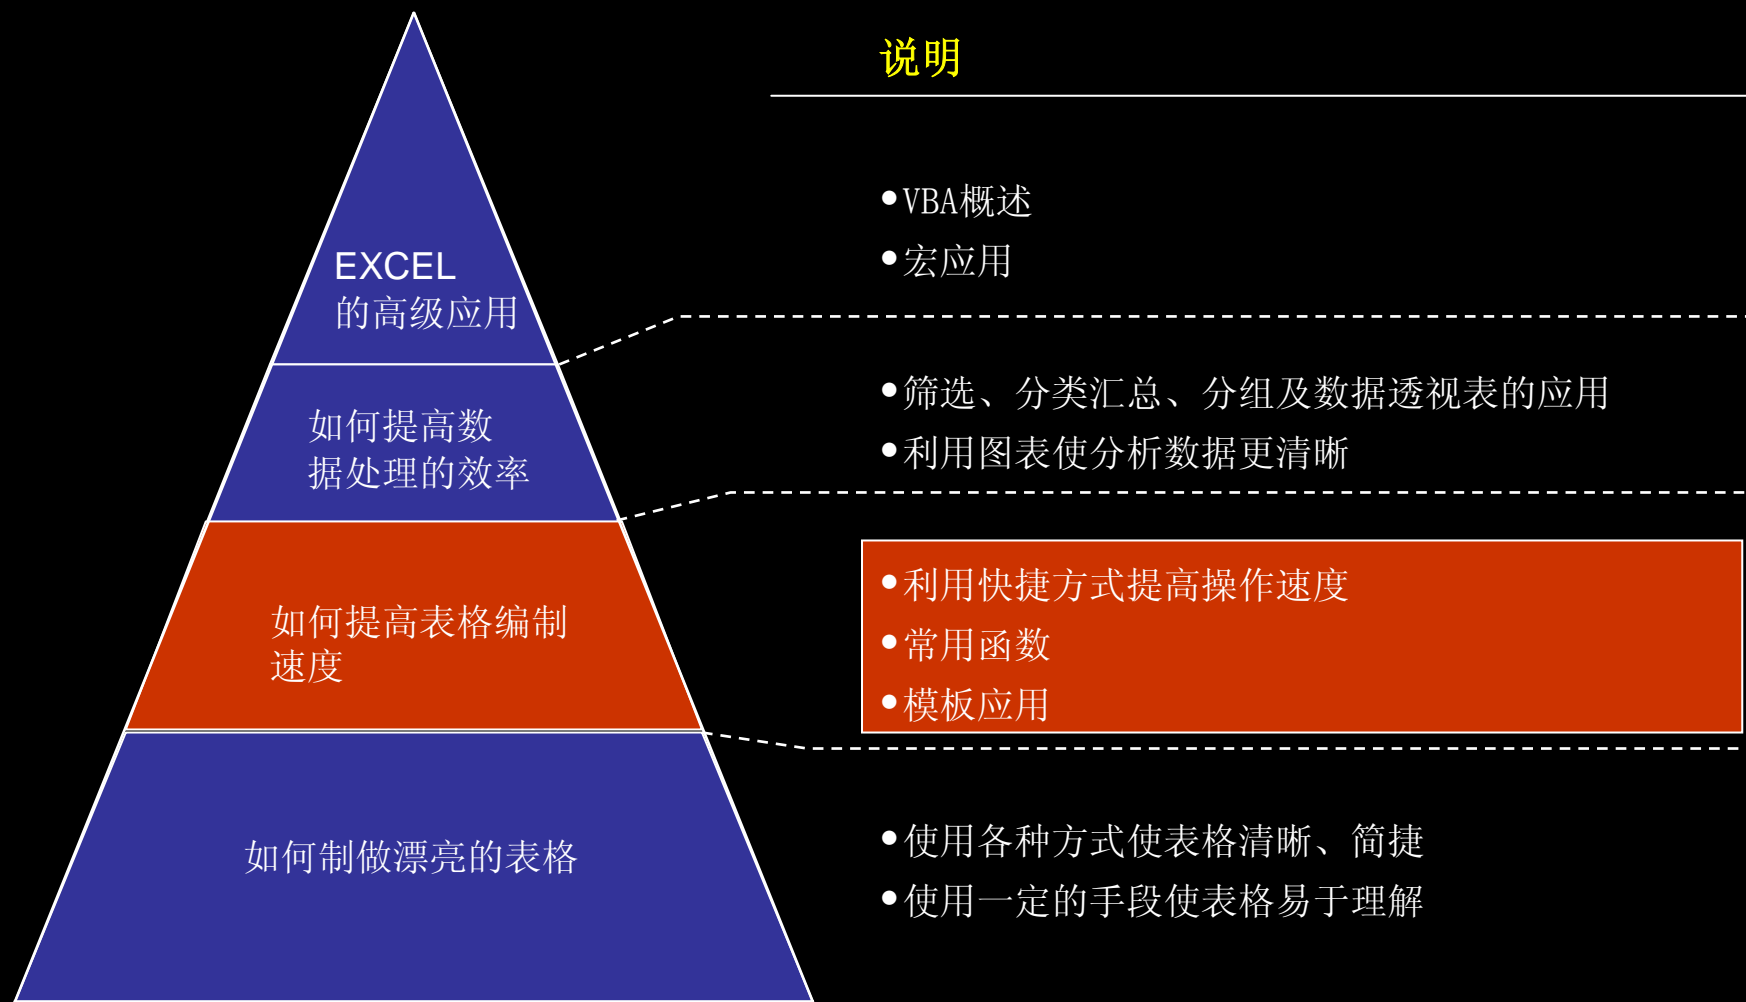 说明
EXCEL
的高级应用
•VBA概述
•宏应用
如何提高数
据处理的效率
•筛选、分类汇总、分组及数据透视表的应用
•利用图表使分析数据更清晰
如何提高表格编制
速度
•利用快捷方式提高操作速度
•常用函数
•模板应用
如何制做漂亮的表格
•使用各种方式使表格清晰、简捷
•使用一定的手段使表格易于理解